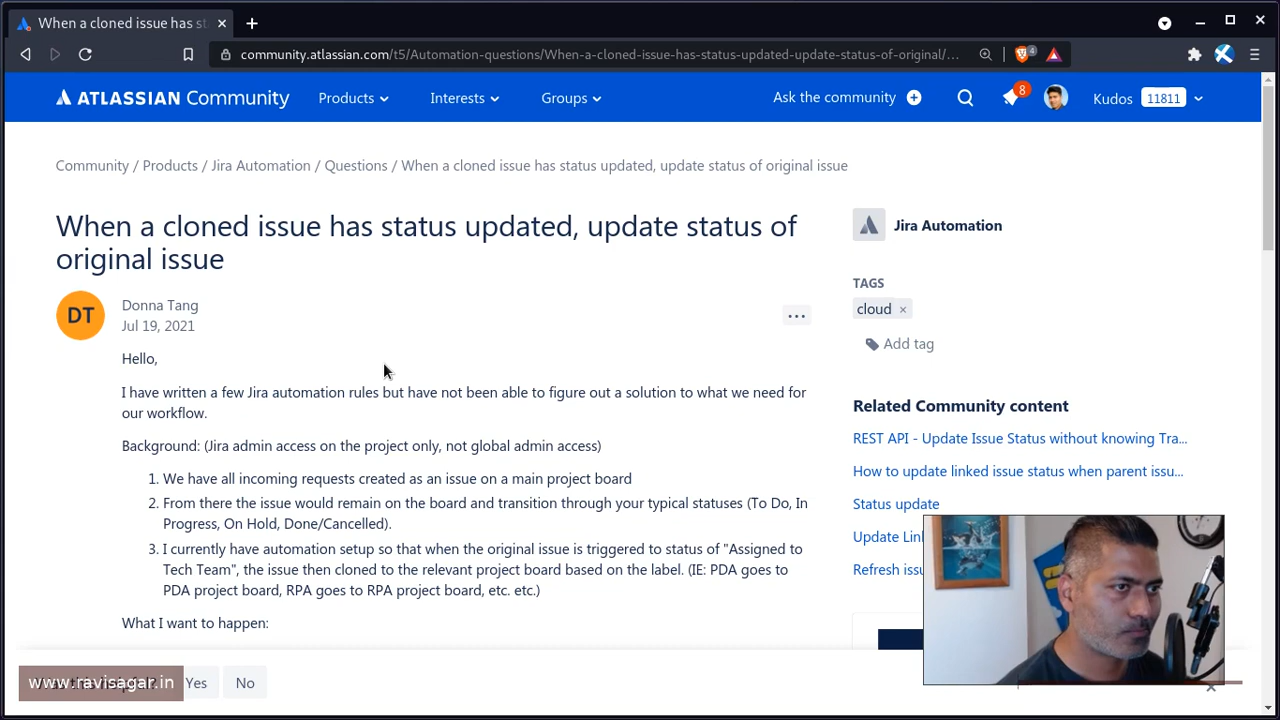 When a cloned issue has st
community.atlassian.com/t5/Automation-questions/When-a-cloned-issue-has-status-updated-update-status-of-original/...
4
ATLASSIAN Community
Products
Interests
Groups
Ask the community
8
Kudos
11811
Community / Products / Jira Automation / Questions / When a cloned issue has status updated, update status of original issue
When a cloned issue has status updated, update status of
original issue
DT
Donna Tang
Jul 19, 2021
...
Hello,
I have written a few Jira automation rules but have not been able to figure out a solution to what we need for
our workflow.
Background: (Jira admin access on the project only, not global admin access)
1. We have all incoming requests created as an issue on a main project board
2. From there the issue would remain on the board and transition through your typical statuses (To Do, In
Progress, On Hold, Done/Cancelled).
3. I currently have automation setup so that when the original issue is triggered to status of "Assigned to
Tech Team", the issue then cloned to the relevant project board based on the label. (IE: PDA goes to
PDA project board, RPA goes to RPA project board, etc. etc.)
What I want to happen:
Jira Automation
TAGS
cloud ×
Add tag
Related Community content
REST API - Update Issue Status without knowing Tra...
How to update linked issue status when parent issu...
Status update
Update Lin
Refresh issu
www.ravisagar.in
Yes
No